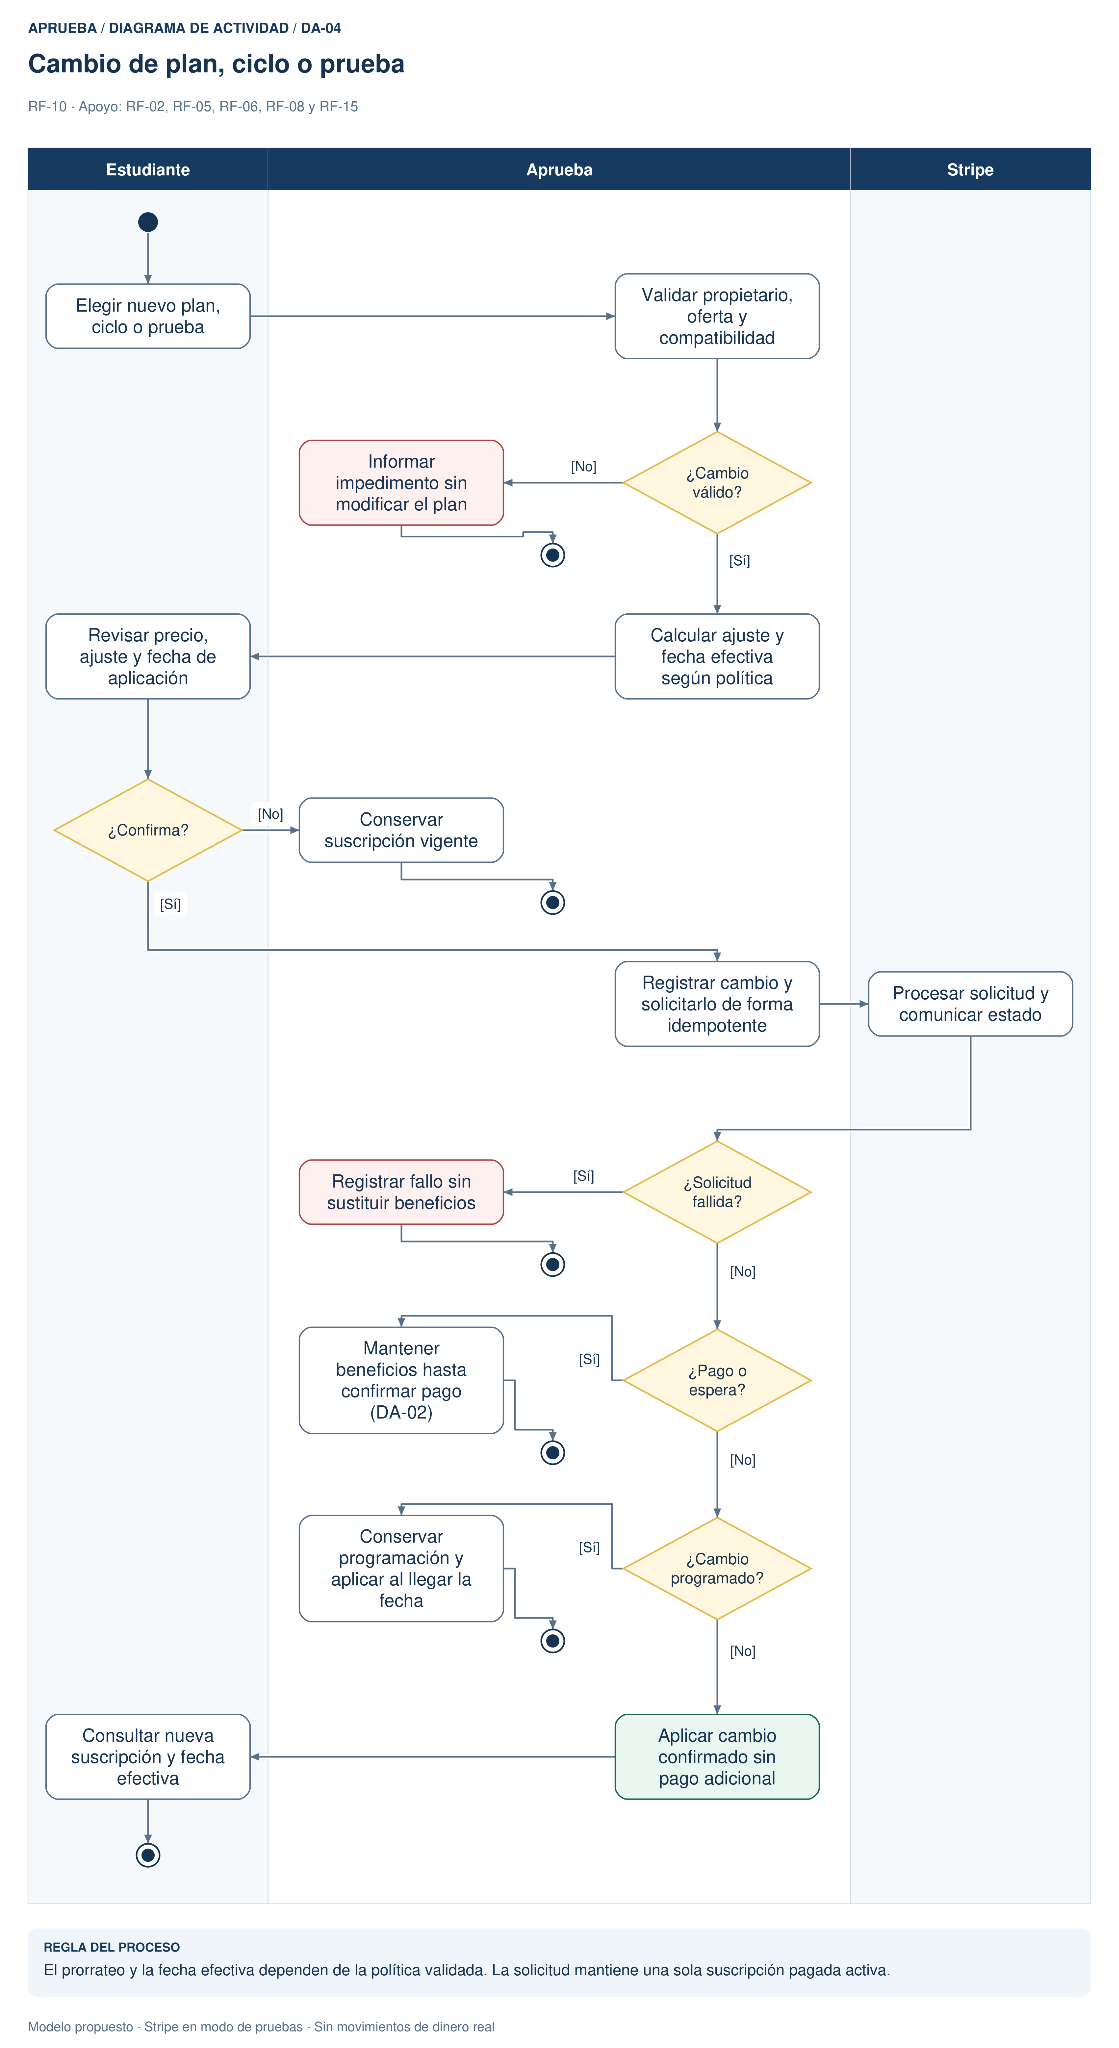 APRUEBA / DIAGRAMA DE ACTIVIDAD / DA-04
Cambio de plan, ciclo o prueba
RF-10 · Apoyo: RF-02, RF-05, RF-06, RF-08 y RF-15
Estudiante
Aprueba
Stripe
Elegir nuevo plan,
ciclo o prueba
Validar propietario,
oferta y
compatibilidad
¿Cambio
válido?
[No]
Informar
impedimento sin
modificar el plan
[Sí]
Calcular ajuste y
fecha efectiva
según política
Revisar precio,
ajuste y fecha de
aplicación
¿Confirma?
[No]
Conservar
suscripción vigente
[Sí]
Registrar cambio y
solicitarlo de forma
idempotente
Procesar solicitud y
comunicar estado
¿Solicitud
fallida?
[Sí]
Registrar fallo sin
sustituir beneficios
[No]
¿Pago o
espera?
[Sí]
Mantener
beneficios hasta
confirmar pago
(DA-02)
[No]
¿Cambio
programado?
[Sí]
Conservar
programación y
aplicar al llegar la
fecha
[No]
Aplicar cambio
confirmado sin
pago adicional
Consultar nueva
suscripción y fecha
efectiva
REGLA DEL PROCESO
El prorrateo y la fecha efectiva dependen de la política validada. La solicitud mantiene una sola suscripción pagada activa.
Modelo propuesto · Stripe en modo de pruebas · Sin movimientos de dinero real